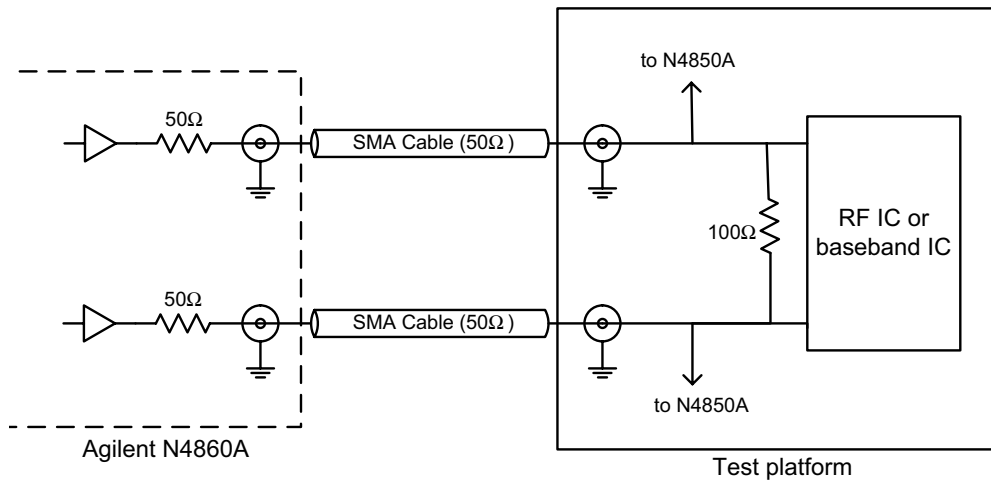 to N4850A
50Ω
SMA Cable (50Ω )
100Ω
RF IC or
baseband IC
50Ω
SMA Cable (50Ω )
to N4850A
Agilent N4860A
Test platform